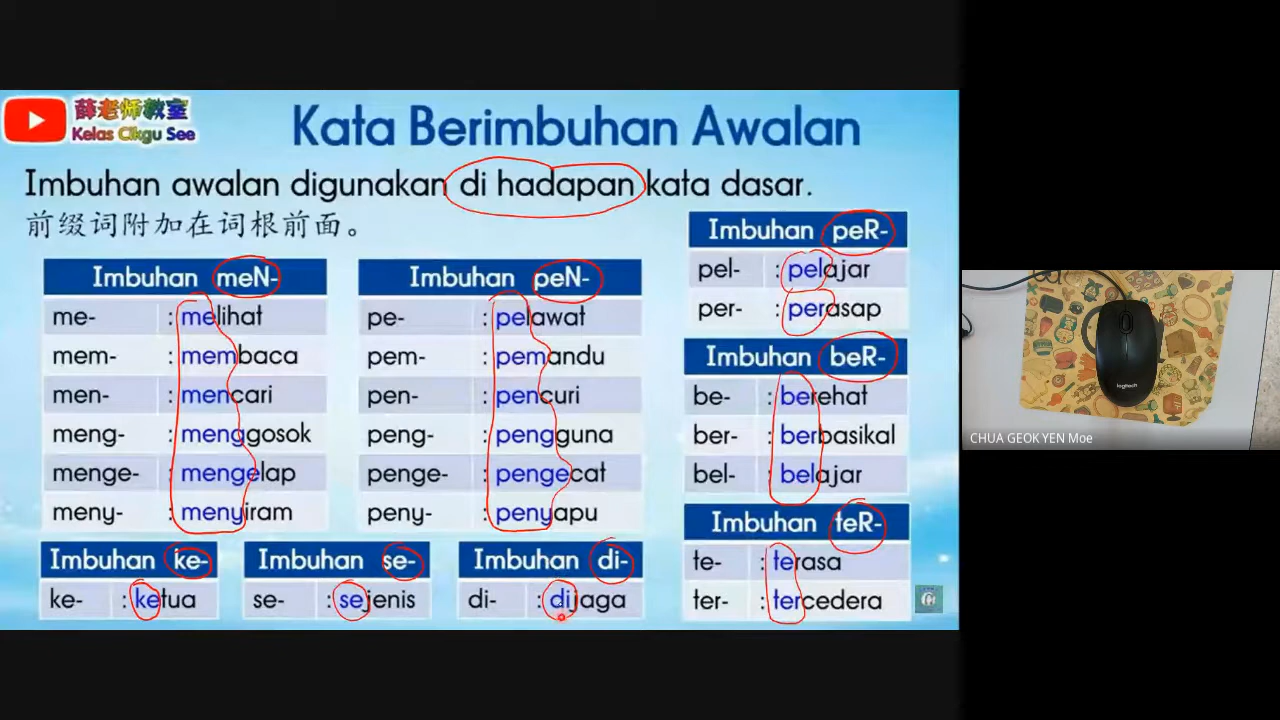 薛老师教室
Kelas Cikgu See
Kata Berimbuhan Awalan
Imbuhan awalan digunakan di hadapan kata dasar.
前缀词附加在词根前面。
Imbuhan meN-
me- : melihat
mem- : membaca
men- : mencari
meng- : menggosok
menge- : mengelap
meny- : menyiram
Imbuhan peN-
pe- : pelawat
pem- : pemandu
pen- : pencuri
peng- : pengguna
penge- : pengecat
peny- : penyapu
Imbuhan peR-
pel- : pelajar
per- : perasap
Imbuhan beR-
be- : berehat
ber- : berbasikal
bel- : belajar
Imbuhan teR-
te- : terasa
ter- : tercedera
Imbuhan ke-
ke- : ketua
Imbuhan se-
se- : sejenis
Imbuhan di-
di- : dijaga
logitech
CHUA GEOK YEN Moe